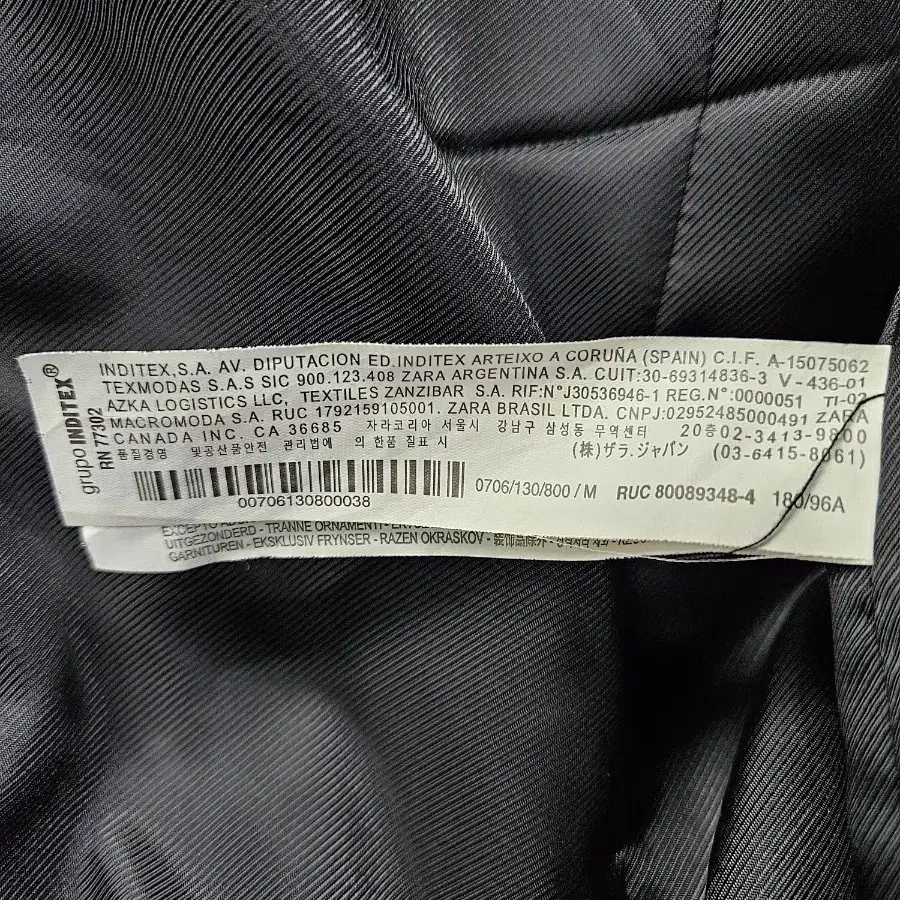 grupo INDITEX®
RN 77302
INDITEX,S.A. AV. DIPUTACION ED.INDITEX ARTEIXO A CORUÑA (SPAIN) C.I.F. A-15075062
TEXMODAS S.A.S SIC 900.123.408 ZARA ARGENTINA S.A. CUIT:30-69314836-3 V - 436-01
AZKA LOGISTICS LLC, TEXTILES ZANZIBAR S.A. RIF:N°J30536946-1 REG.N°:0000051 TI-02
MACROMODA S.A. RUC 1792159105001. ZARA BRASIL LTDA. CNPJ:02952485000491 ZARA
CANADA INC. CA 36685 자라코리아 서울시 강남구 삼성동 무역센터 20층02-3413-9800
품질경영 및공산품안전 관리법에 의 한품 질표 시 (株)ザラ.ジャパン (03-6415-8061)
00706130800038 0706/130/800 / M RUC 80089348-4 180/96A
EXCEPTO
UITGEZONDERD - TRANNE ORNAMENTI -
GARNITUREN - EKSKLUSIV FRYNSER - RAZEN OKRASKOV - 装饰品除外 -